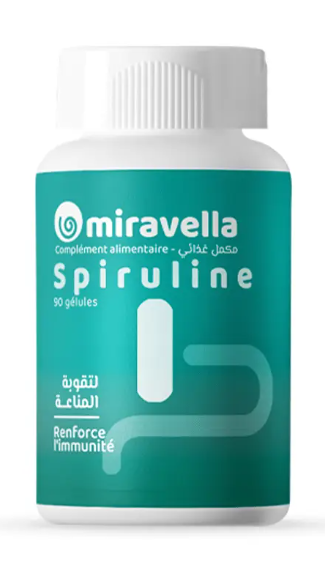 miravella
Complément alimentaire - مكمل غذائي
Spiruline
90 gélules
لتقوية
المناعة
Renforce
l'immunité